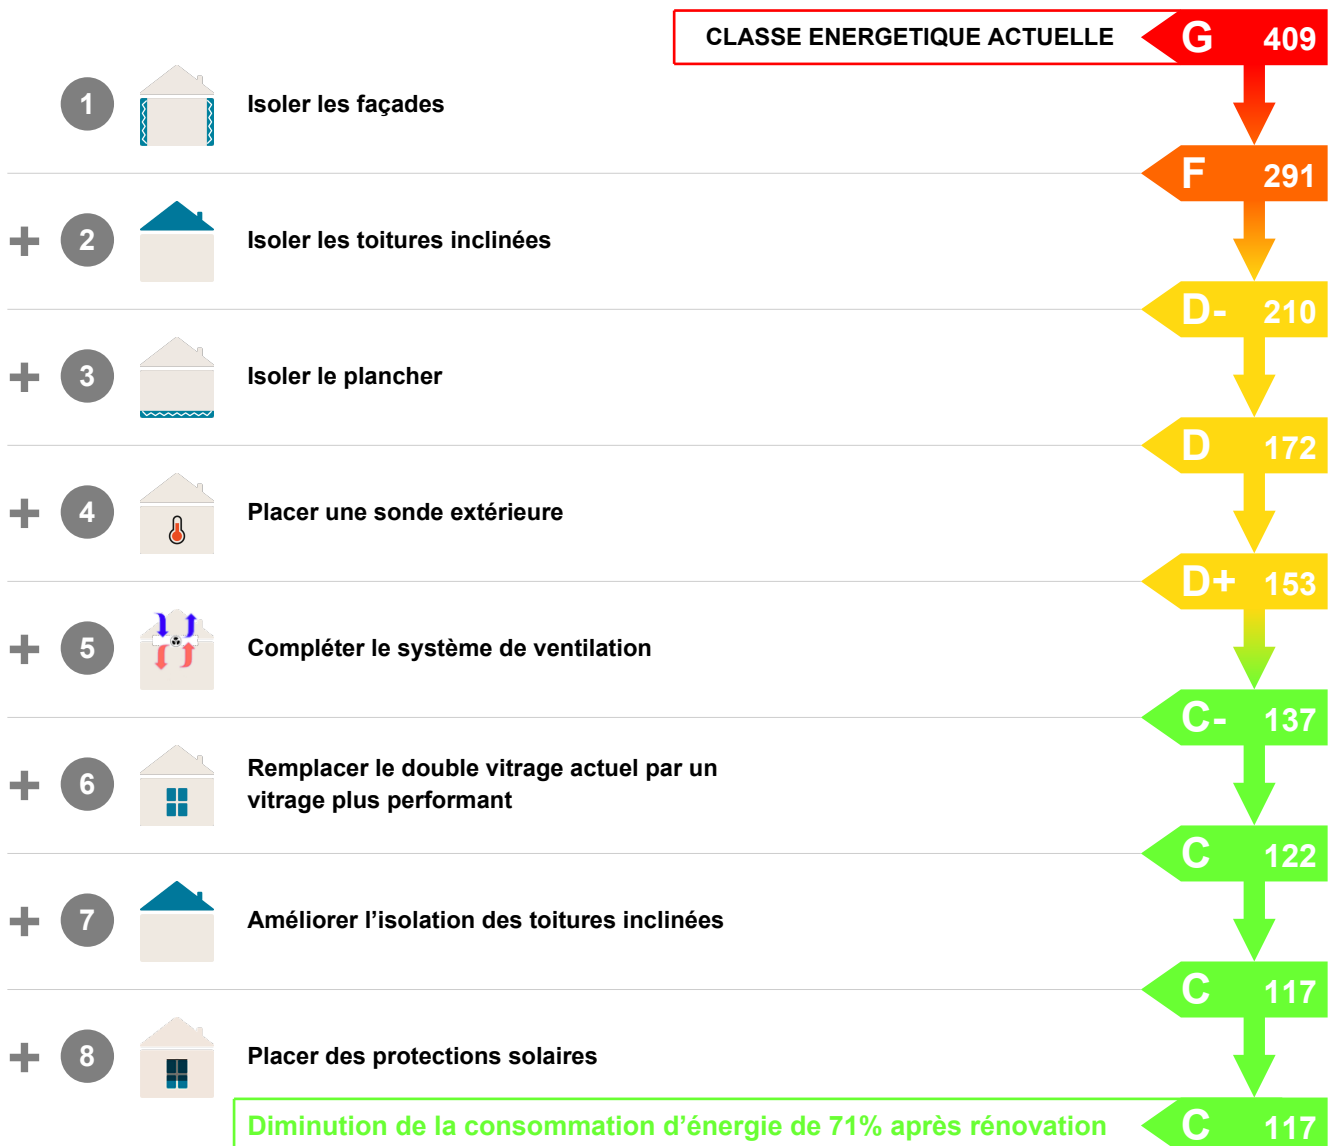 CLASSE ENERGETIQUE ACTUELLE G 409
1 Isoler les façades
F 291
+ 2 Isoler les toitures inclinées
D- 210
+ 3 Isoler le plancher
D 172
+ 4 Placer une sonde extérieure
D+ 153
+ 5 Compléter le système de ventilation
C- 137
+ 6 Remplacer le double vitrage actuel par un
vitrage plus performant
C 122
+ 7 Améliorer l’isolation des toitures inclinées
C 117
+ 8 Placer des protections solaires
Diminution de la consommation d’énergie de 71% après rénovation C 117